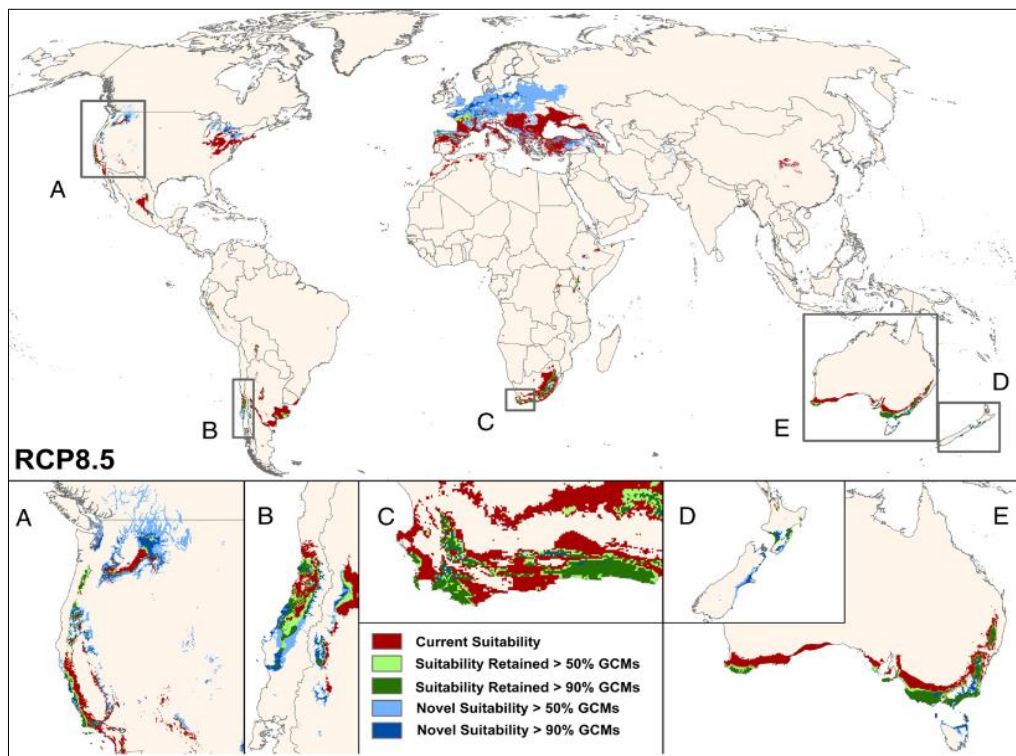 A
B
C
D
E
RCP8.5
A
B
C
D
E
Current Suitability
Suitability Retained > 50% GCMs
Suitability Retained > 90% GCMs
Novel Suitability > 50% GCMs
Novel Suitability > 90% GCMs